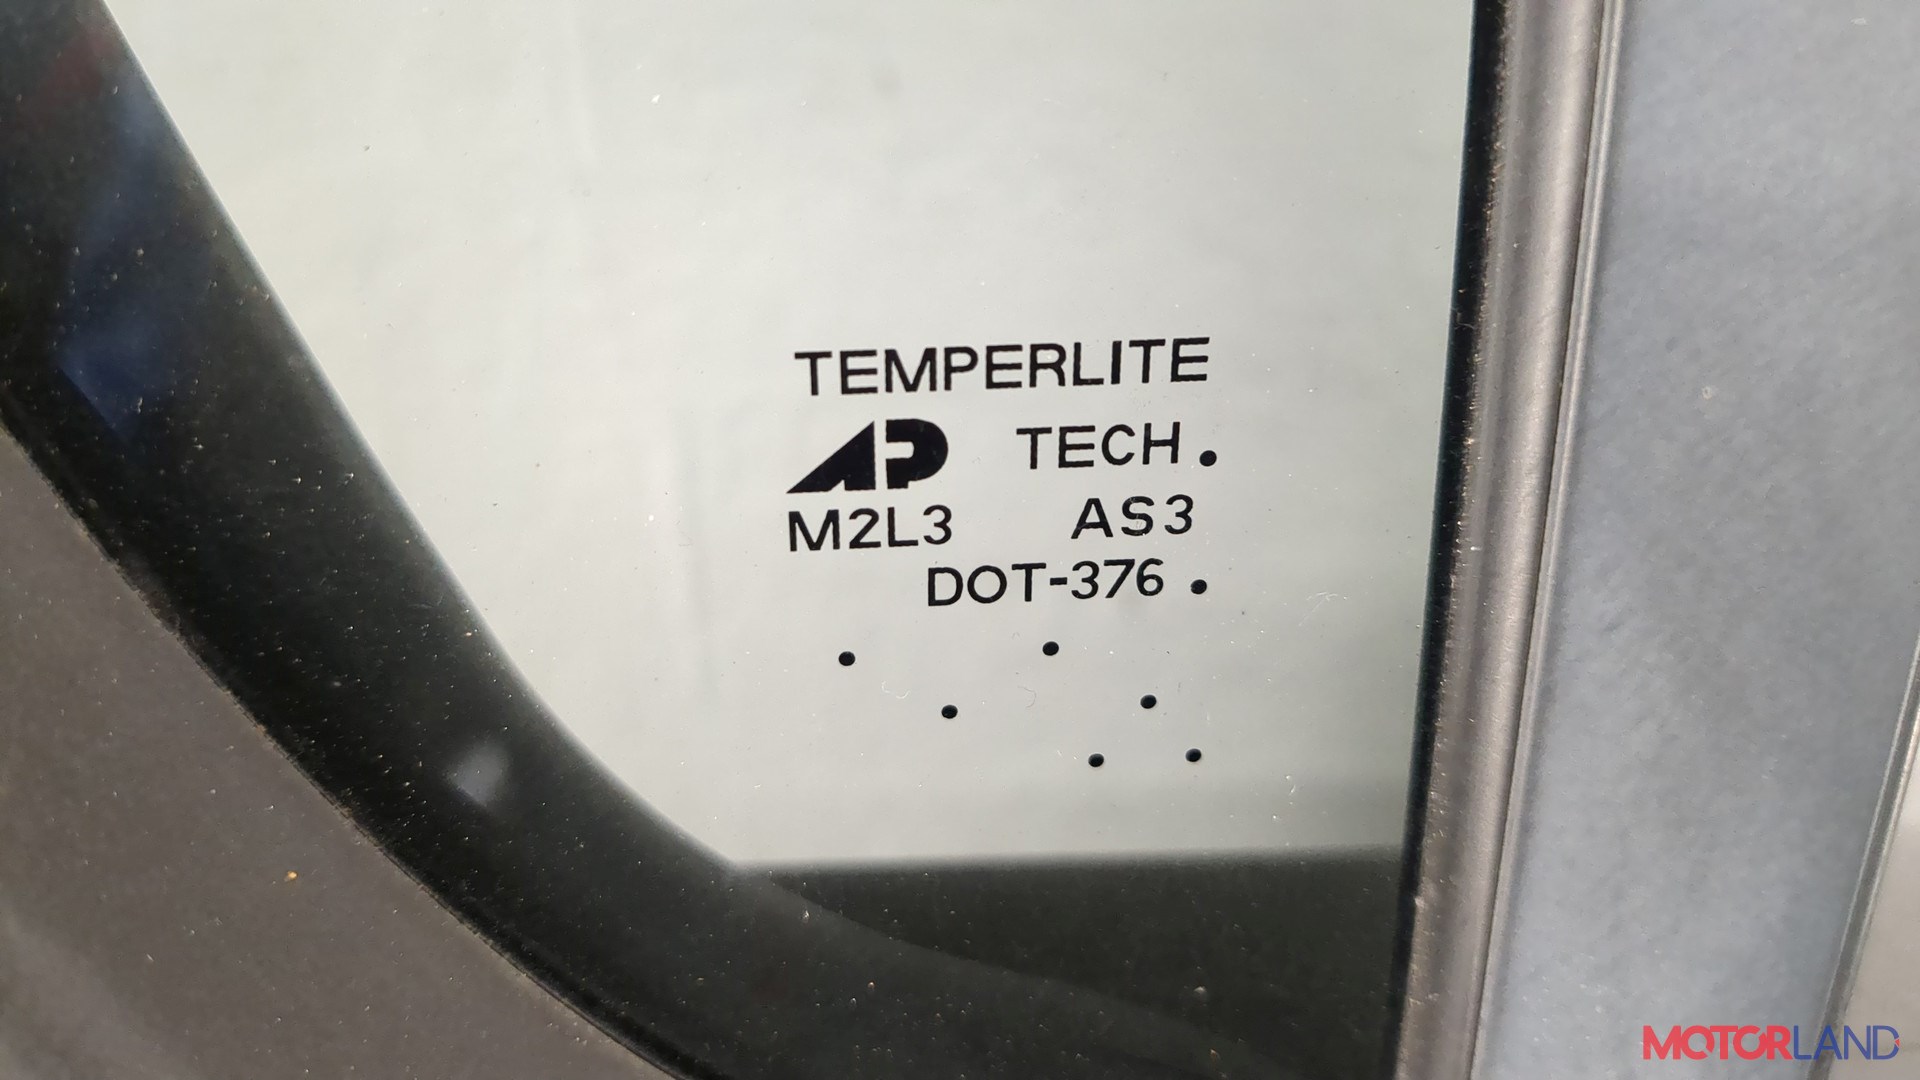 TEMPERLITE
AP TECH.
M2L3 AS3
DOT-376 .
MOTORLAND